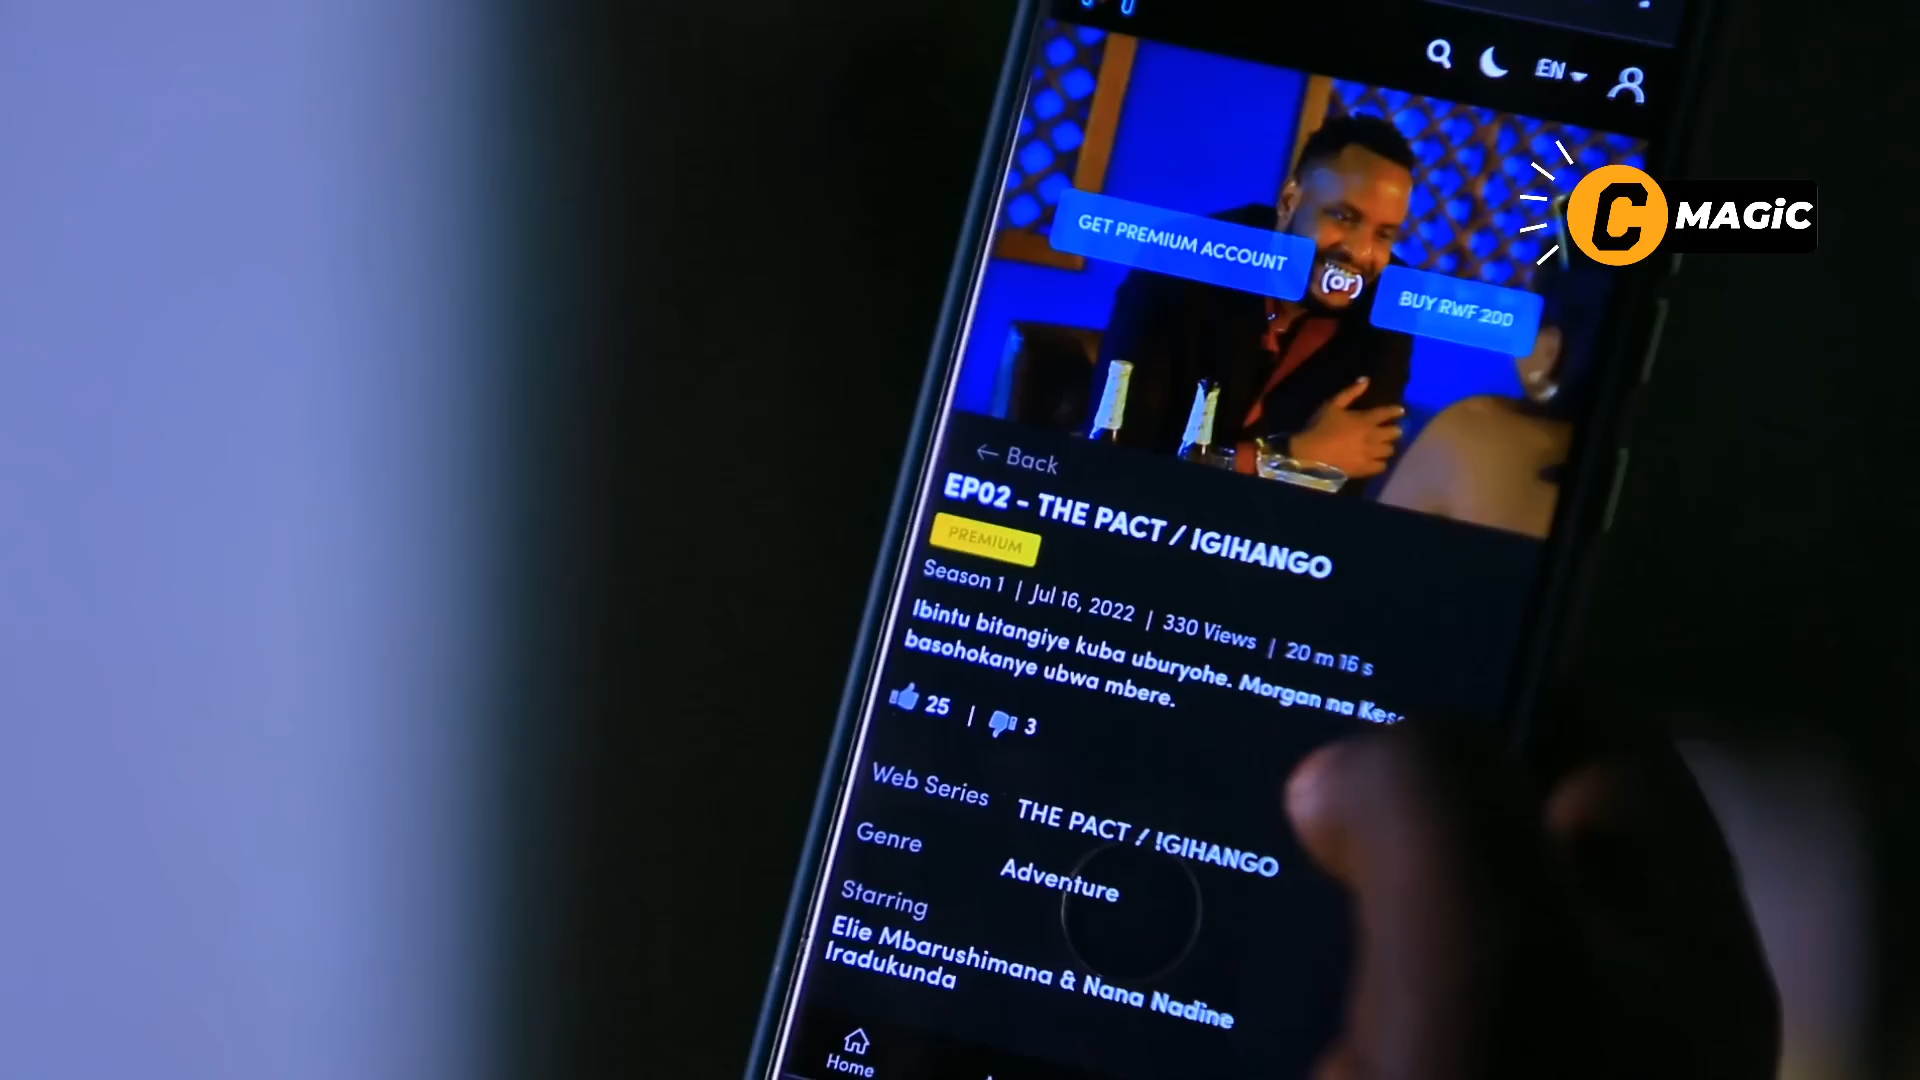 EN
C MAGiC
GET PREMIUM ACCOUNT
(or)
BUY RWF 200
← Back
EP02 - THE PACT / IGIHANGO
PREMIUM
Season 1 | Jul 16, 2022 | 330 Views | 20 m 16 s
Ibintu bitangiye kuba uburyohe. Morgan na
basohokanye ubwa mbere.
25 | 3
Web Series THE PACT / IGIHANGO
Genre Adventure
Starring
Elie Mbarushimana & Nana Nadine
Iradukunda
Home